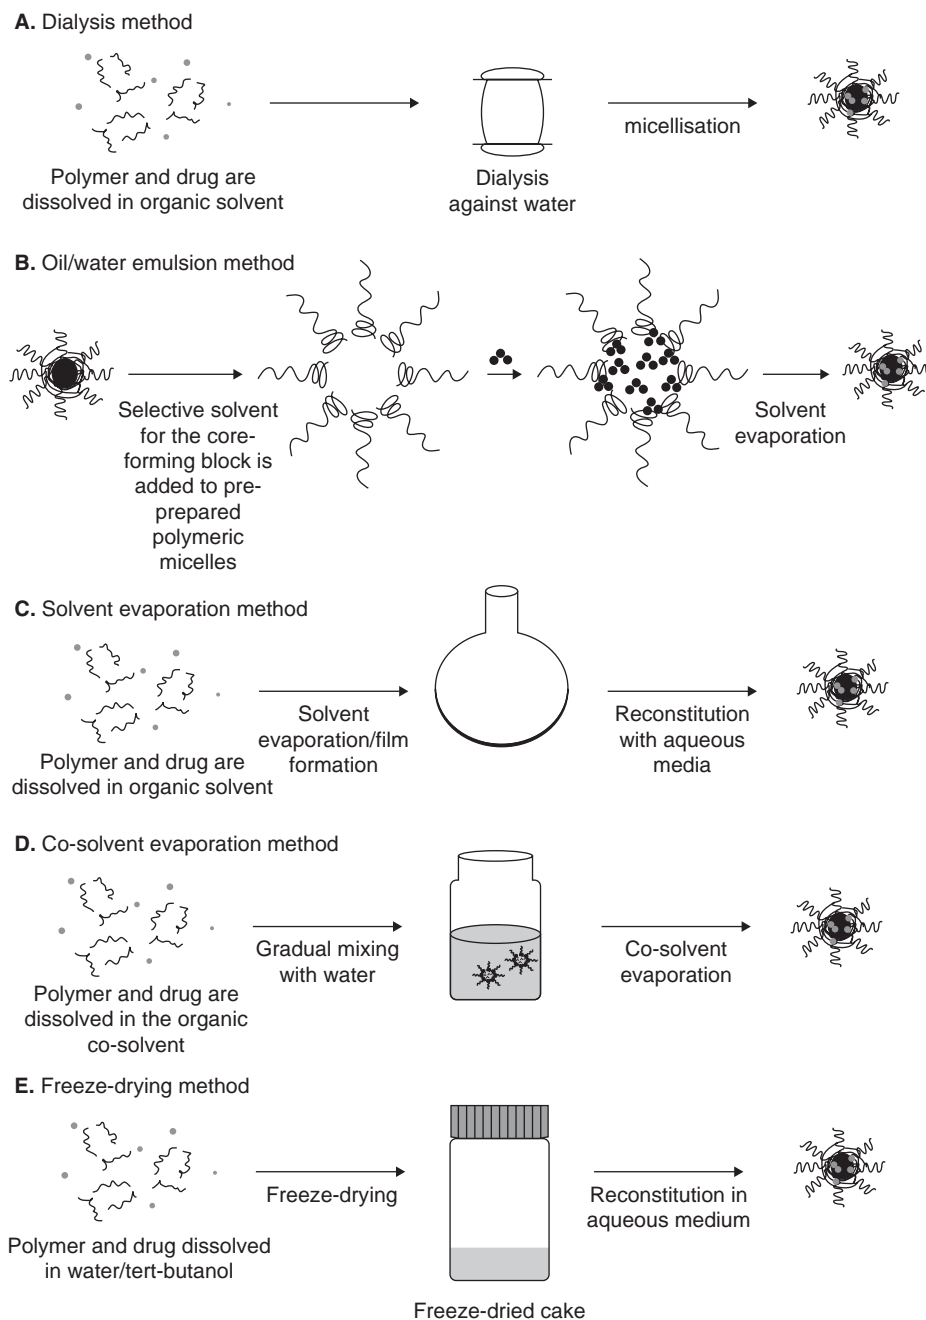 A. Dialysis method
Polymer and drug are
dissolved in organic solvent
Dialysis
against water
micellisation
B. Oil/water emulsion method
Selective solvent
for the core-
forming block is
added to pre-
prepared
polymeric
micelles
Solvent
evaporation
C. Solvent evaporation method
Polymer and drug are
dissolved in organic solvent
Solvent
evaporation/film
formation
Reconstitution
with aqueous
media
D. Co-solvent evaporation method
Polymer and drug are
dissolved in the organic
co-solvent
Gradual mixing
with water
Co-solvent
evaporation
E. Freeze-drying method
Polymer and drug dissolved
in water/tert-butanol
Freeze-drying
Freeze-dried cake
Reconstitution in
aqueous medium